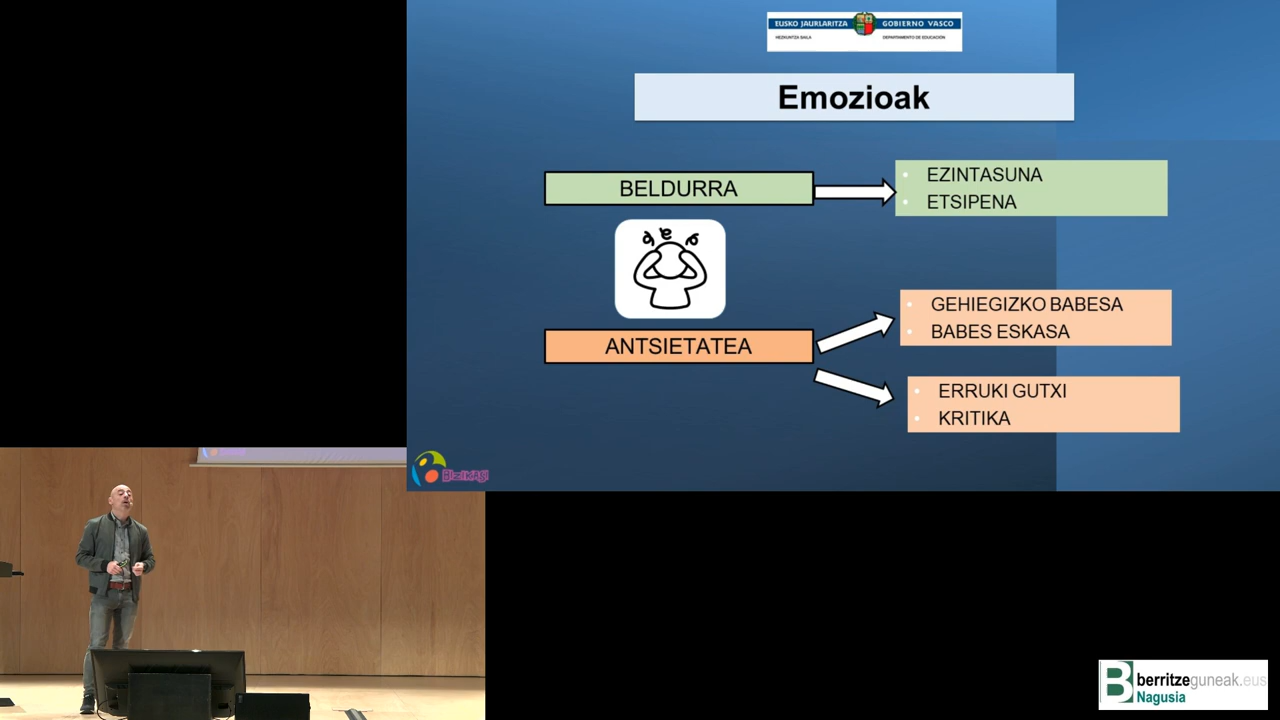 EUSKO JAURLARITZA
GOBIERNO VASCO
HEZKUNTZA SAILA
DEPARTAMENTO DE EDUCACIÓN
Emozioak
BELDURRA
EZINTASUNA
ETSIPENA
ANTSIETATEA
GEHIEGIZKO BABESA
BABES ESKASA
ERRUKI GUTXI
KRITIKA
BIZIKASI
berritzeguneak.eus
Nagusia